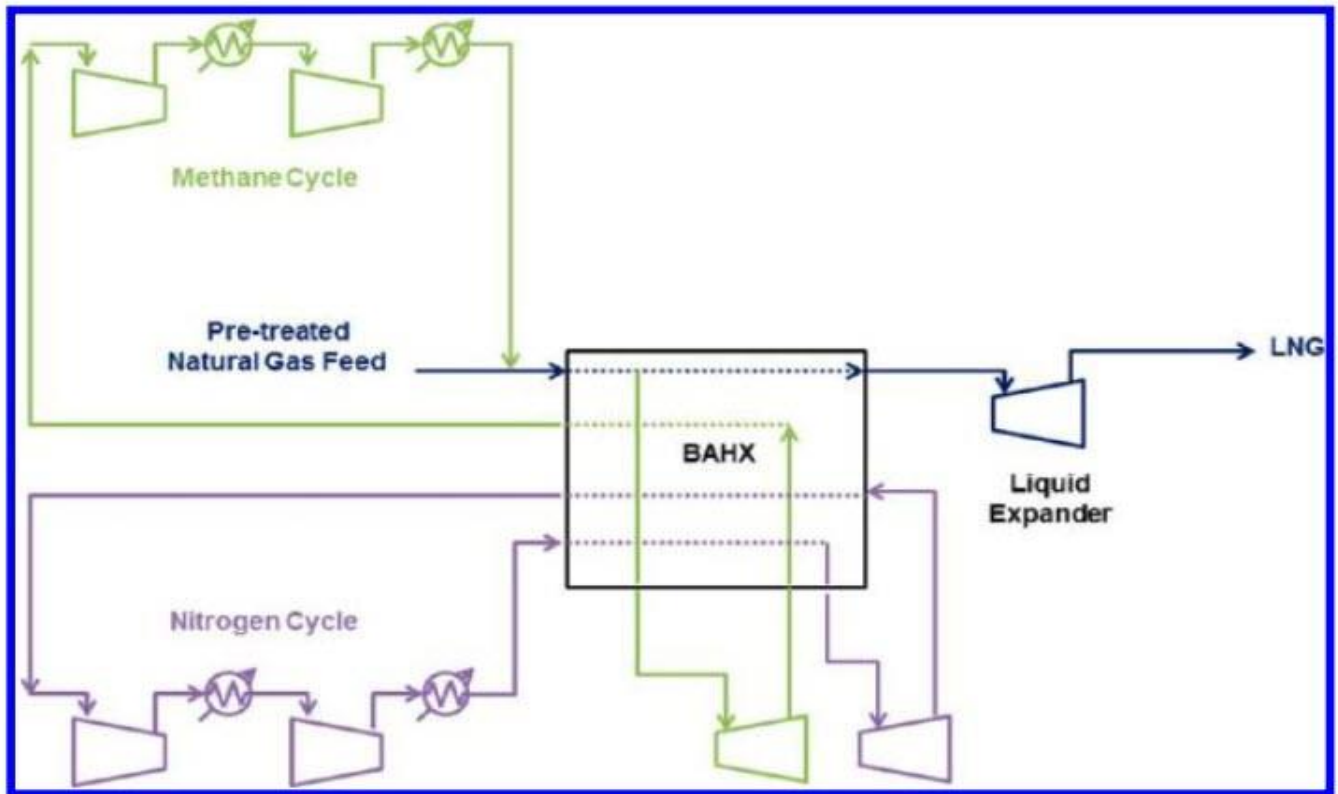 Methane Cycle
Pre-treated
Natural Gas Feed
LNG
BAHX
Liquid
Expander
Nitrogen Cycle